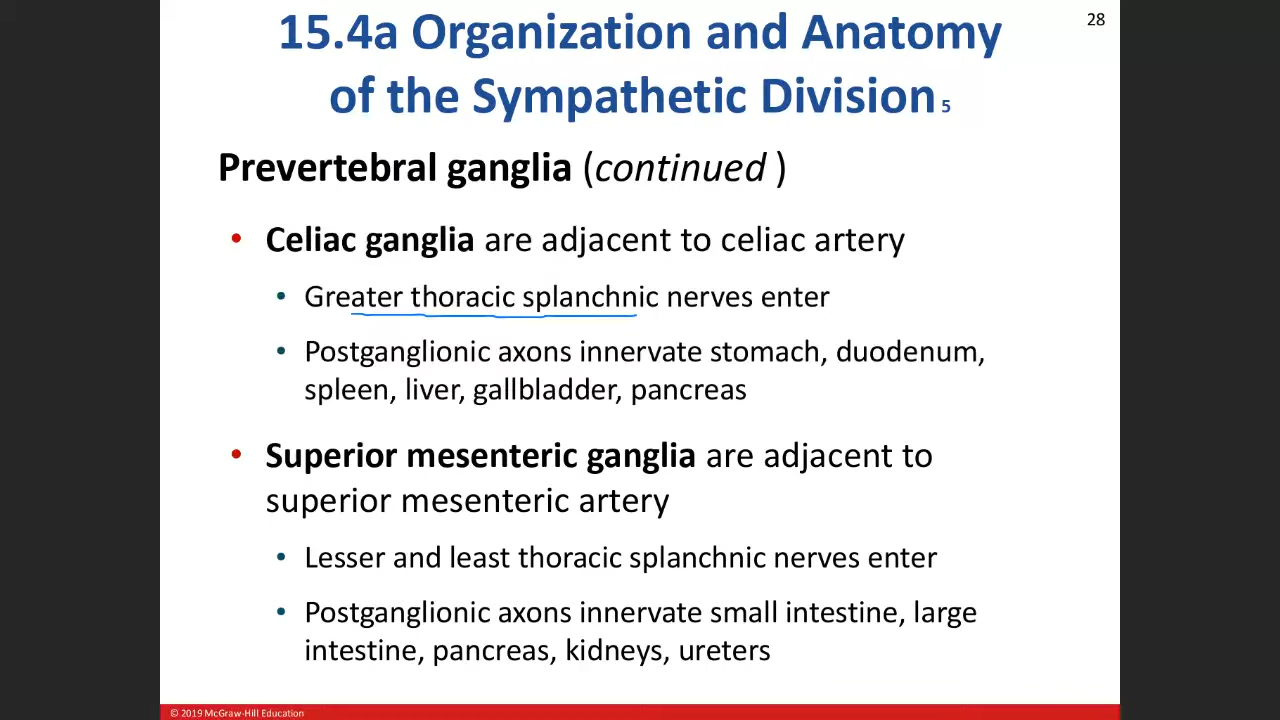 28
15.4a Organization and Anatomy
of the Sympathetic Division 5
Prevertebral ganglia (continued )
• Celiac ganglia are adjacent to celiac artery
• Greater thoracic splanchnic nerves enter
• Postganglionic axons innervate stomach, duodenum,
spleen, liver, gallbladder, pancreas
• Superior mesenteric ganglia are adjacent to
superior mesenteric artery
• Lesser and least thoracic splanchnic nerves enter
• Postganglionic axons innervate small intestine, large
intestine, pancreas, kidneys, ureters
© 2019 McGraw-Hill Education